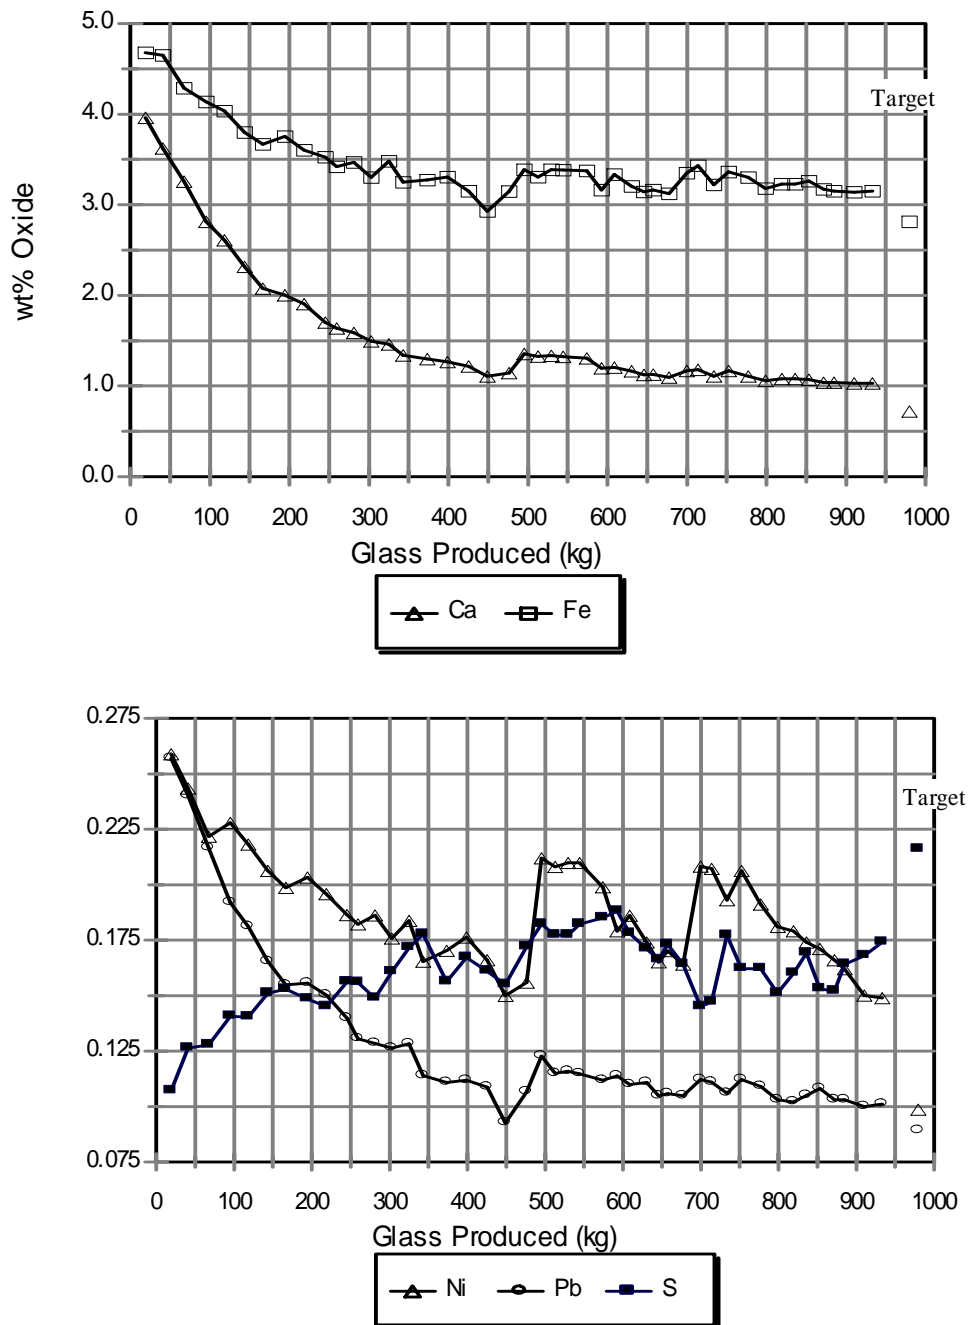 5.0
4.0
Target
3.0
wt% Oxide
2.0
1.0
0.0
0 100 200 300 400 500 600 700 800 900 1000
Glass Produced (kg)
Ca Fe
0.275
Target
0.225
0.175
0.125
0.075
0 100 200 300 400 500 600 700 800 900 1000
Glass Produced (kg)
Ni Pb S